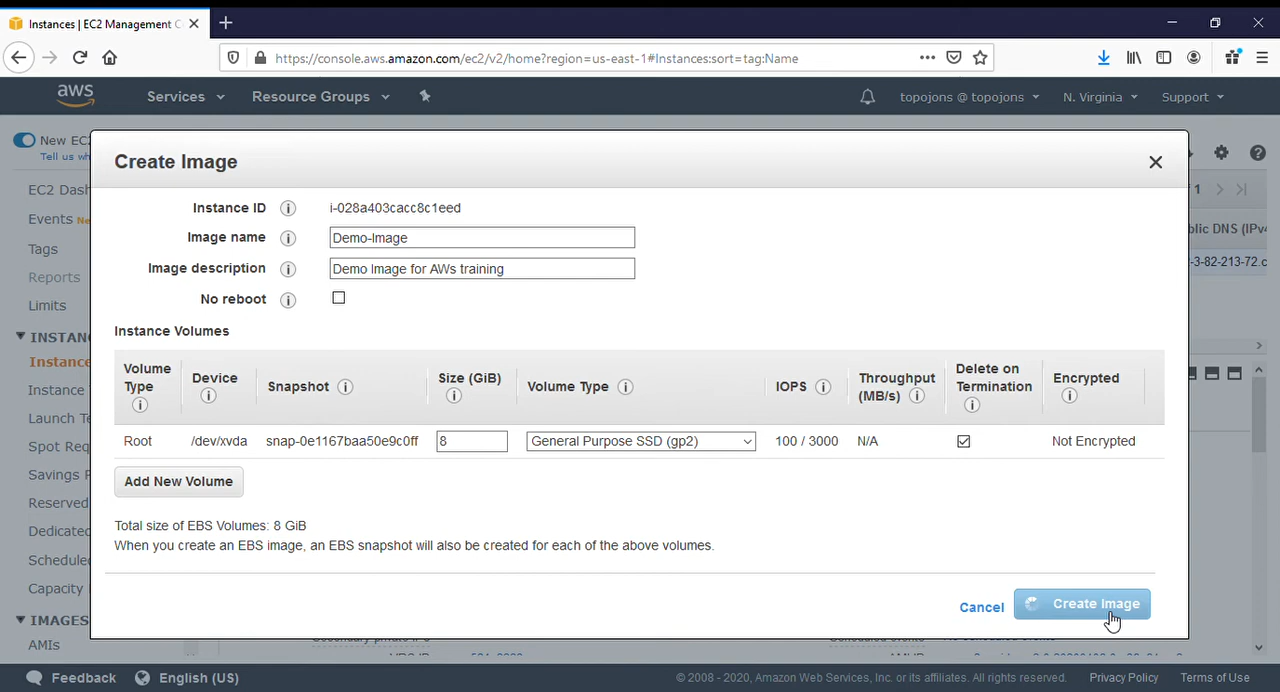 Instances | EC2 Management C
https://console.aws.amazon.com/ec2/v2/home?region=us-east-1#Instances:sort=tag:Name
aws Services Resource Groups topojons @ topojons N. Virginia Support
New EC2
Tell us wh
EC2 Dash
Events New
Tags
Reports
Limits
INSTANC
Instance
Instance
Launch Te
Spot Req
Savings P
Reserved
Dedicated
Schedule
Capacity
IMAGES
AMIs
Create Image
Instance ID i-028a403cacc8c1eed
Image name Demo-Image
Image description Demo Image for AWs training
No reboot
Instance Volumes
Volume Type Device Snapshot Size (GiB) Volume Type IOPS Throughput (MB/s) Delete on Termination Encrypted
Root /dev/xvda snap-0e1167baa50e9c0ff 8 General Purpose SSD (gp2) 100 / 3000 N/A Not Encrypted
Add New Volume
Total size of EBS Volumes: 8 GiB
When you create an EBS image, an EBS snapshot will also be created for each of the above volumes.
Cancel Create Image
1
blic DNS (IPv4
-3-82-213-72.c
Feedback English (US) © 2008 - 2020, Amazon Web Services, Inc. or its affiliates. All rights reserved. Privacy Policy Terms of Use